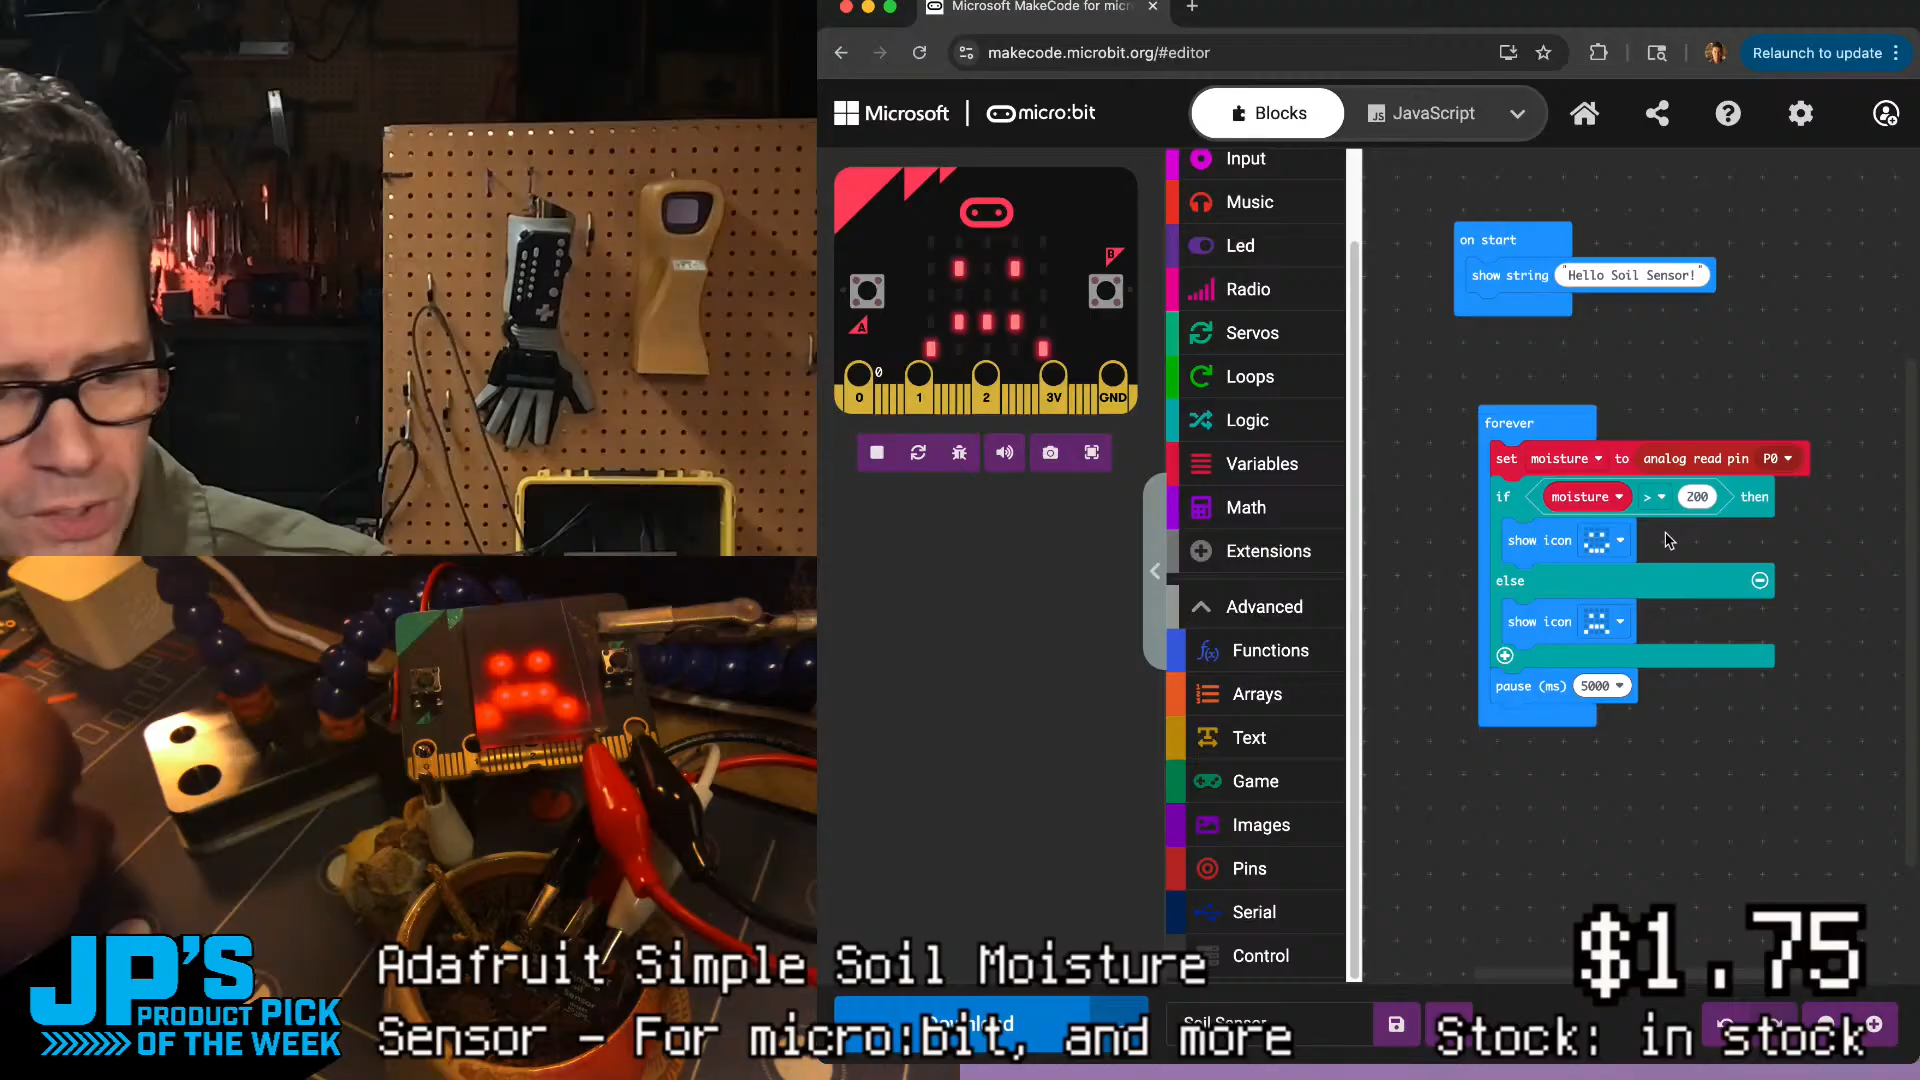 Microsoft MakeCode for micr
makecode.microbit.org/#editor
Relaunch to update
Microsoft
micro:bit
Blocks
JS
JavaScript
A
B
0
0
1
2
3V
GND
Input
Music
Led
Radio
Servos
Loops
Logic
Variables
Math
Extensions
Advanced
f(x)
Functions
Arrays
Text
Game
Images
Pins
Serial
Control
on start
show string "Hello Soil Sensor!"
forever
set moisture to analog read pin P0
if moisture > 200 then
show icon
else
show icon
pause (ms) 5000
Soil Sensor
JP'S
PRODUCT PICK
OF THE WEEK
Adafruit Simple Soil Moisture
Sensor - For micro:bit, and more
$1.75
Stock: in stock